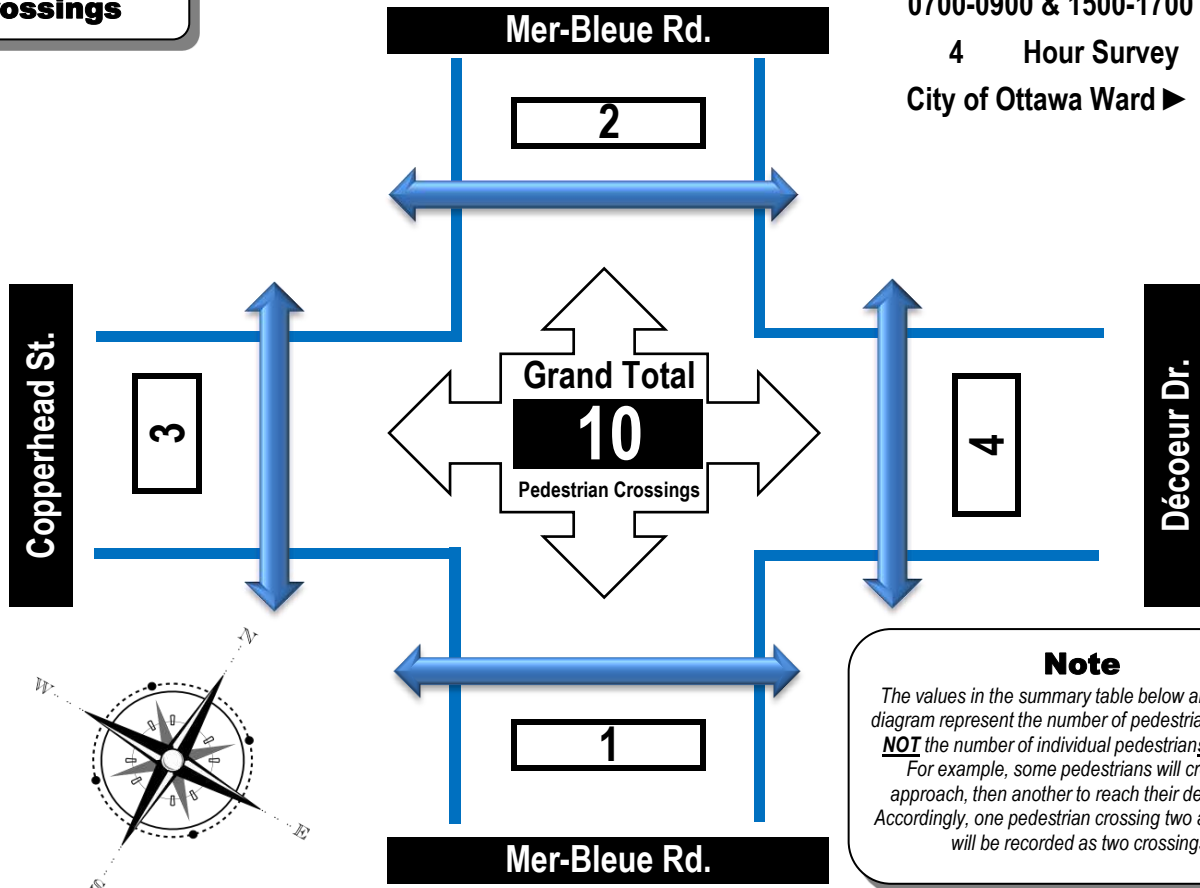 rossings
0700-0900 & 1500-1700
4 Hour Survey
City of Ottawa Ward ►
Mer-Bleue Rd.
2
Copperhead St.
3
Grand Total
10
Pedestrian Crossings
4
Décoeur Dr.
N
W
E
1
Mer-Bleue Rd.
Note
The values in the summary table below a
diagram represent the number of pedestria
NOT the number of individual pedestrians
For example, some pedestrians will cr
approach, then another to reach their de
Accordingly, one pedestrian crossing two a
will be recorded as two crossing